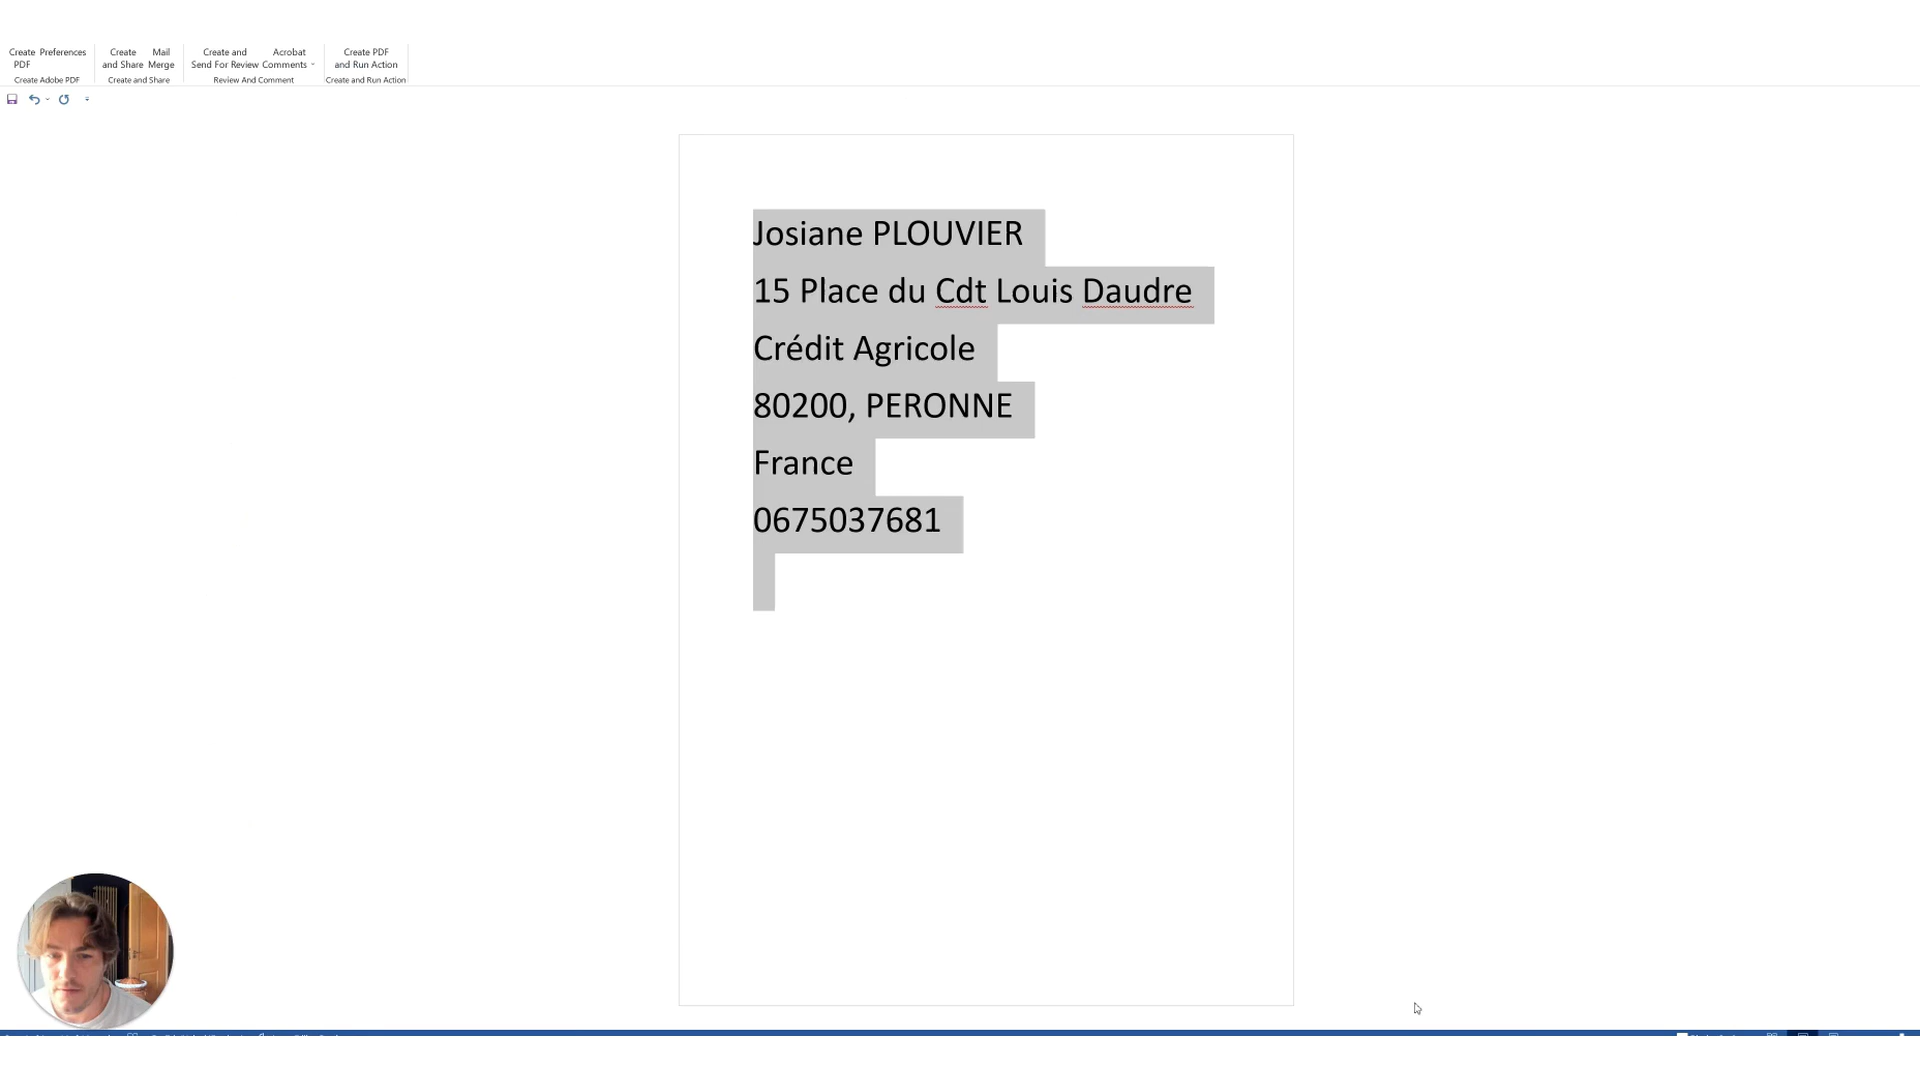 Create Preferences
PDF
Create Adobe PDF
Create Mail
and Share Merge
Create and Share
Create and Acrobat
Send For Review Comments
Review And Comment
Create PDF
and Run Action
Create and Run Action
Josiane PLOUVIER
15 Place du Cdt Louis Daudre
Crédit Agricole
80200, PERONNE
France
0675037681